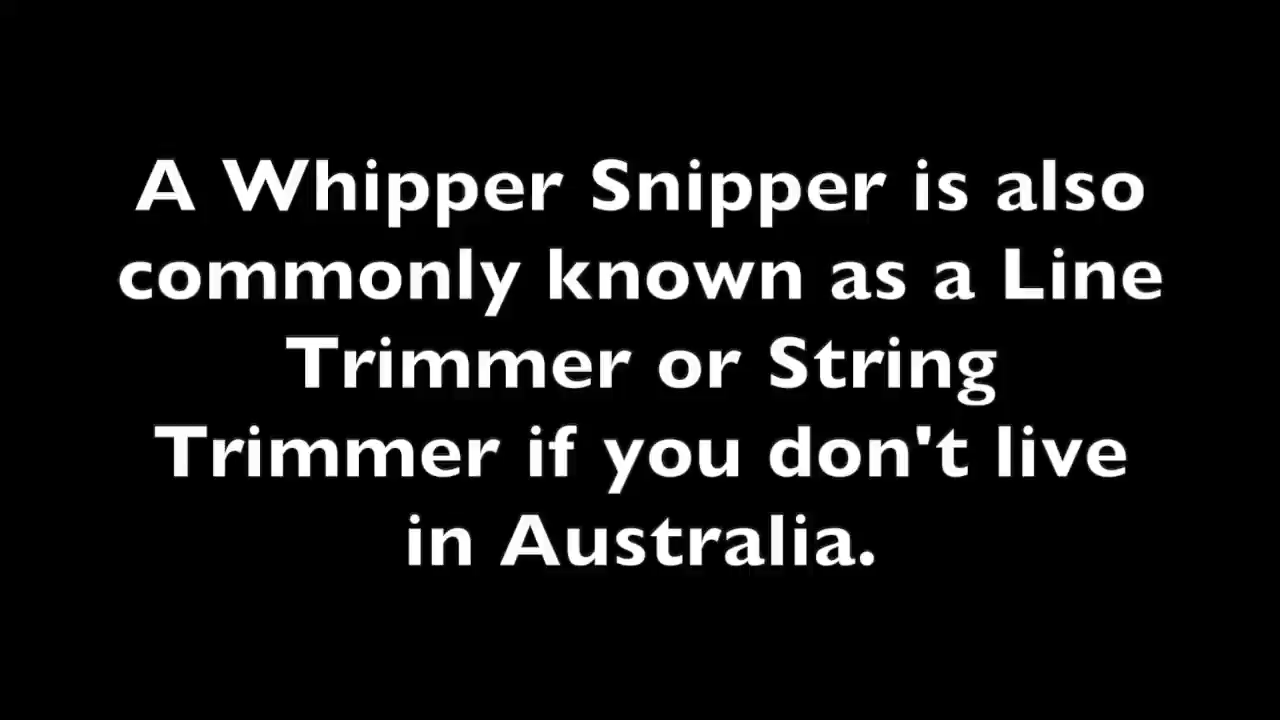 A Whipper Snipper is also
commonly known as a Line
Trimmer or String
Trimmer if you don't live
in Australia.